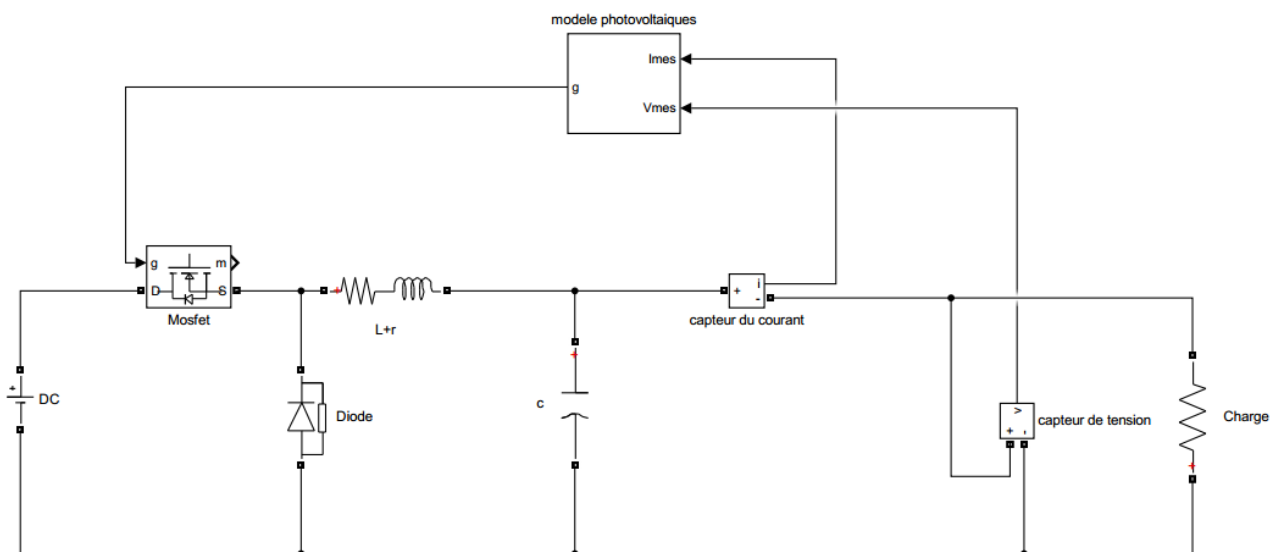 modele photovoltaiques
Imes
g
Vmes
g
m
D
S
Mosfet
+
i
-
capteur du courant
+
L+r
+
DC
Diode
+
c
v
+
-
capteur de tension
Charge
+